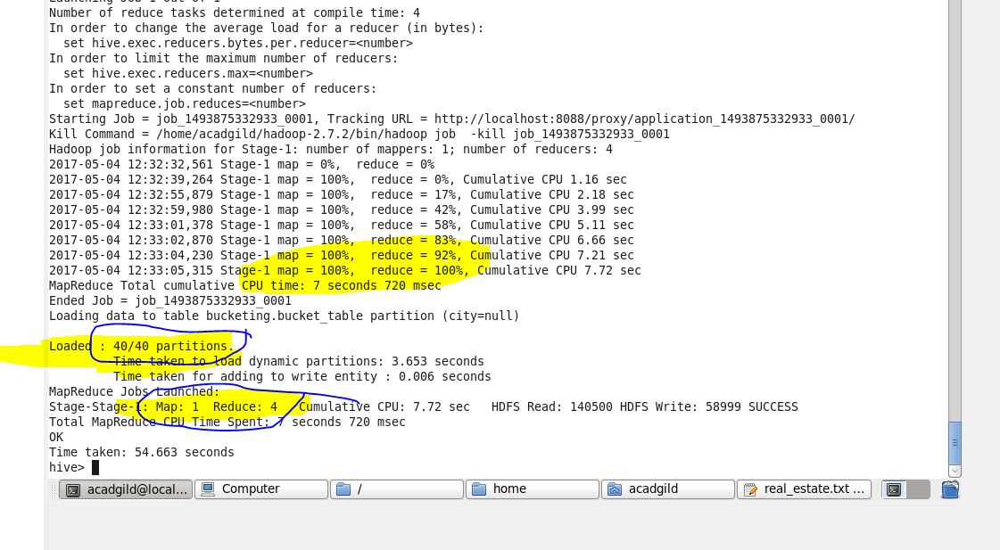 Launching Job 1 out of 1
Number of reduce tasks determined at compile time: 4
In order to change the average load for a reducer (in bytes):
  set hive.exec.reducers.bytes.per.reducer=<number>
In order to limit the maximum number of reducers:
  set hive.exec.reducers.max=<number>
In order to set a constant number of reducers:
  set mapreduce.job.reduces=<number>
Starting Job = job_1493875332933_0001, Tracking URL = http://localhost:8088/proxy/application_1493875332933_0001/
Kill Command = /home/acadgild/hadoop-2.7.2/bin/hadoop job  -kill job_1493875332933_0001
Hadoop job information for Stage-1: number of mappers: 1; number of reducers: 4
2017-05-04 12:32:32,561 Stage-1 map = 0%,  reduce = 0%
2017-05-04 12:32:39,264 Stage-1 map = 100%,  reduce = 0%, Cumulative CPU 1.16 sec
2017-05-04 12:32:55,879 Stage-1 map = 100%,  reduce = 17%, Cumulative CPU 2.18 sec
2017-05-04 12:32:59,980 Stage-1 map = 100%,  reduce = 42%, Cumulative CPU 3.99 sec
2017-05-04 12:33:01,378 Stage-1 map = 100%,  reduce = 58%, Cumulative CPU 5.11 sec
2017-05-04 12:33:02,870 Stage-1 map = 100%,  reduce = 83%, Cumulative CPU 6.66 sec
2017-05-04 12:33:04,230 Stage-1 map = 100%,  reduce = 92%, Cumulative CPU 7.21 sec
2017-05-04 12:33:05,315 Stage-1 map = 100%,  reduce = 100%, Cumulative CPU 7.72 sec
MapReduce Total cumulative CPU time: 7 seconds 720 msec
Ended Job = job_1493875332933_0001
Loading data to table bucketing.bucket_table partition (city=null)
Loaded : 40/40 partitions.
Time taken to load dynamic partitions: 3.653 seconds
Time taken for adding to write entity : 0.006 seconds
MapReduce Jobs Launched:
Stage-Stage-1: Map: 1  Reduce: 4   Cumulative CPU: 7.72 sec   HDFS Read: 140500 HDFS Write: 58999 SUCCESS
Total MapReduce CPU Time Spent: 7 seconds 720 msec
OK
Time taken: 54.663 seconds
hive>
acadgild@local... Computer / home acadgild real_estate.txt ...